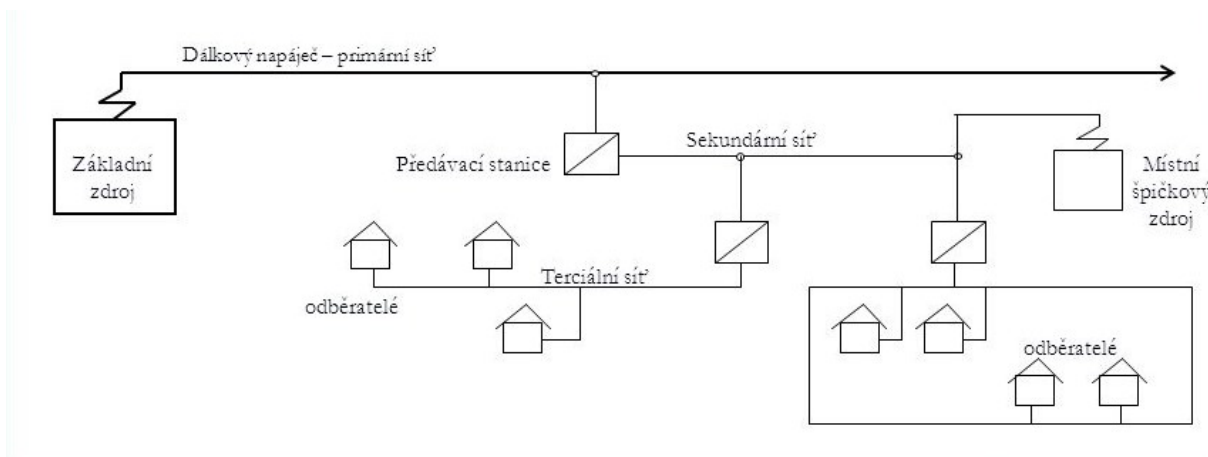 Dálkový napáječ – primární síť
Základní
zdroj
Předávací stanice
Sekundární síť
Místní
špičkový
zdroj
Terciální síť
odběratelé
odběratelé